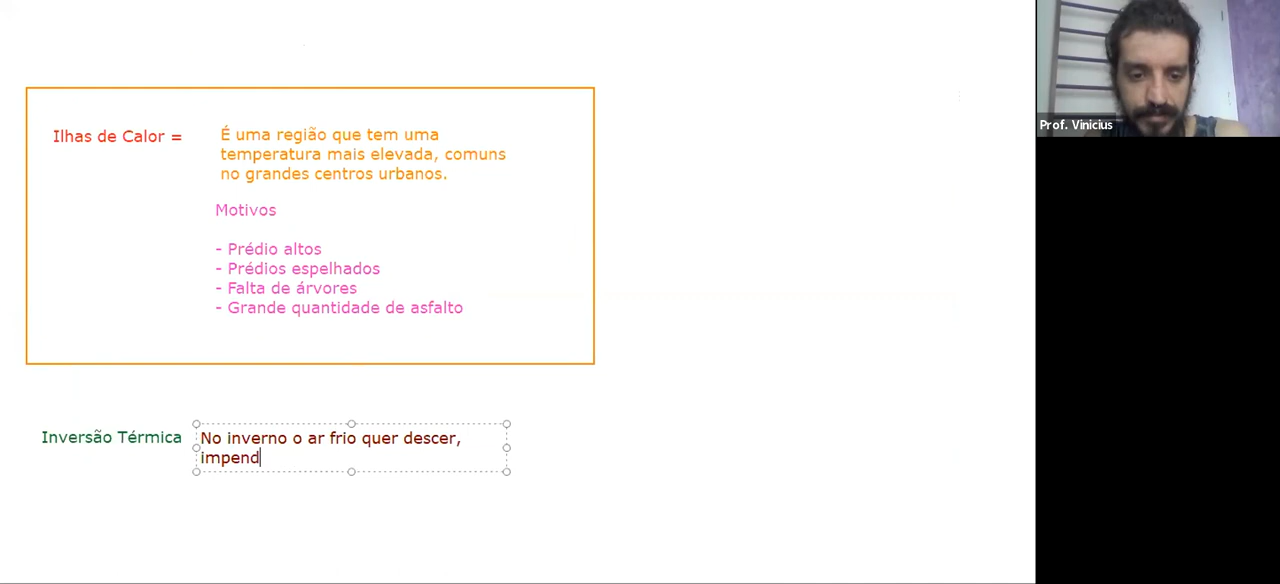 Ilhas de Calor =
É uma região que tem uma
temperatura mais elevada, comuns
no grandes centros urbanos.
Motivos
- Prédio altos
- Prédios espelhados
- Falta de árvores
- Grande quantidade de asfalto
Inversão Térmica
No inverno o ar frio quer descer,
impend
Prof. Vinicius